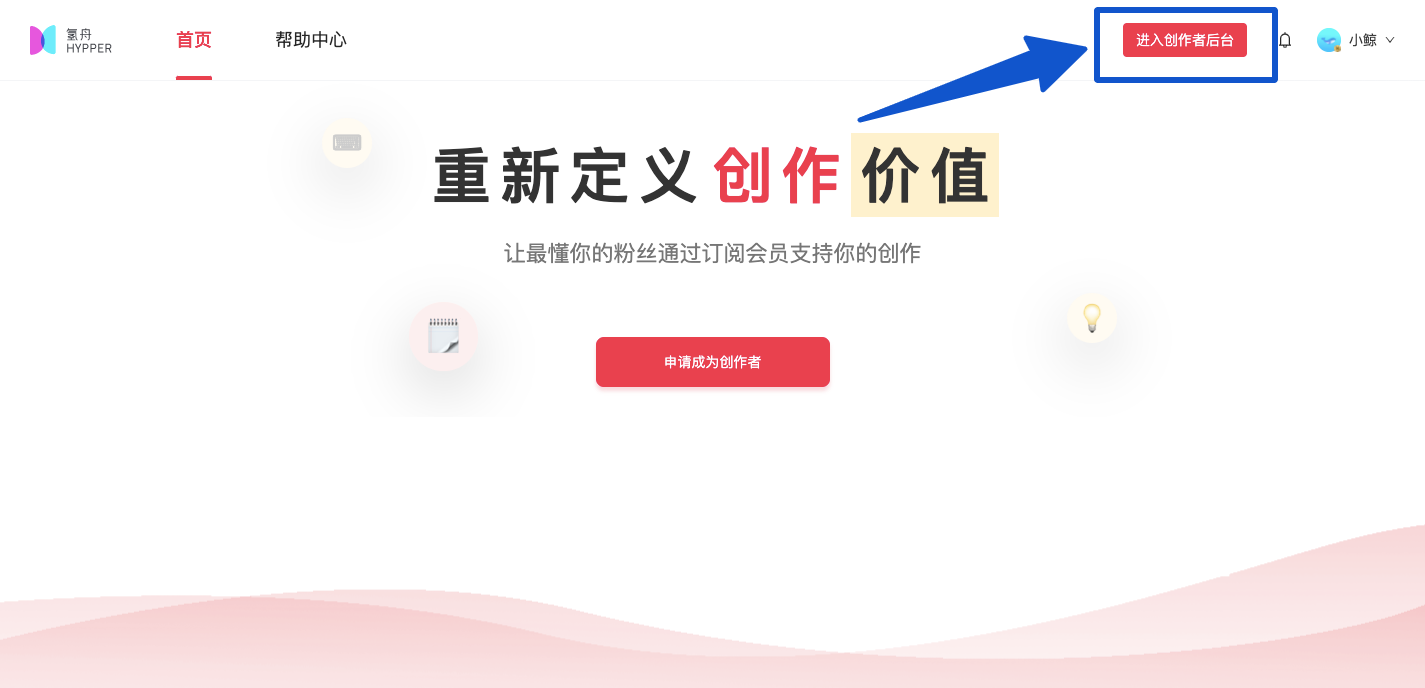 氢舟
HYPPER
首页
帮助中心
进入创作者后台
小鲸
重新定义创作价值
让最懂你的粉丝通过订阅会员支持你的创作
申请成为创作者